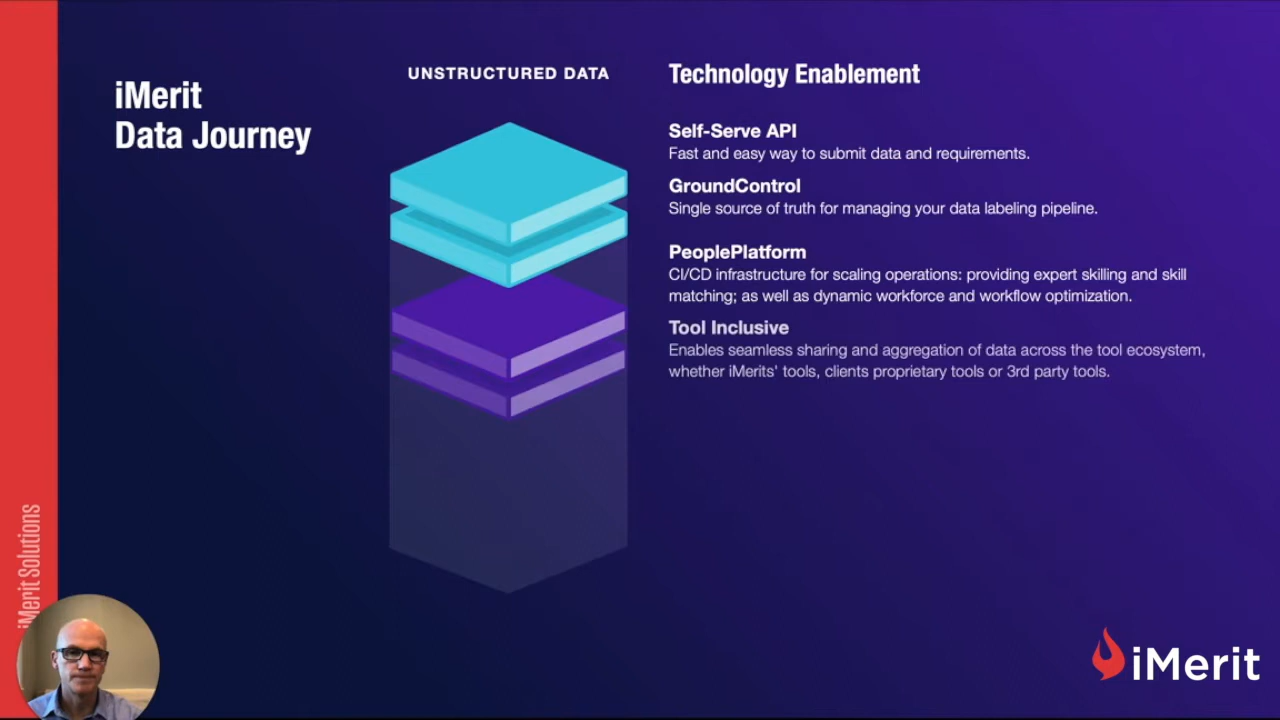 iMerit
Data Journey
UNSTRUCTURED DATA
Technology Enablement
Self-Serve API
Fast and easy way to submit data and requirements.
GroundControl
Single source of truth for managing your data labeling pipeline.
PeoplePlatform
CI/CD infrastructure for scaling operations: providing expert skilling and skill
matching; as well as dynamic workforce and workflow optimization.
Tool Inclusive
Enables seamless sharing and aggregation of data across the tool ecosystem,
whether iMerits' tools, clients proprietary tools or 3rd party tools.
iMerit Solutions
iMerit